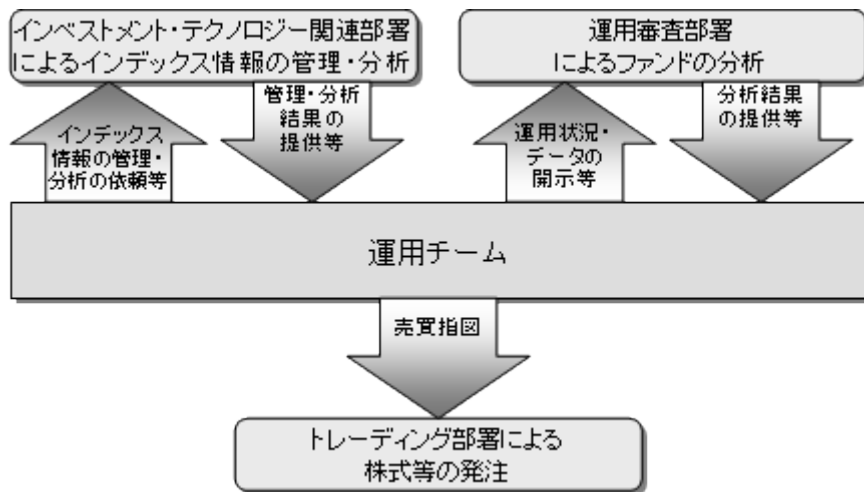 インベストメント・テクノロジー関連部署
によるインデックス情報の管理・分析
運用審査部署
によるファンドの分析
インデックス
情報の管理・
分析の依頼等
管理・分析
結果の
提供等
運用状況・
データの
開示等
分析結果
の提供等
運用チーム
売買指図
トレーディング部署による
株式等の発注